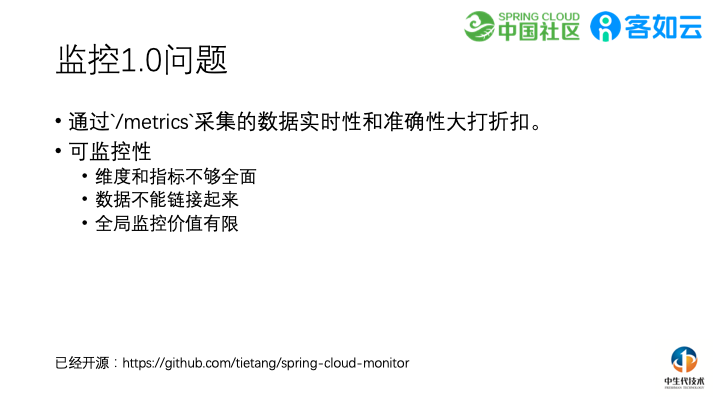 SPRING CLOUD
中国社区
客如云
监控1.0问题
• 通过`/metrics`采集的数据实时性和准确性大打折扣。
• 可监控性
• 维度和指标不够全面
• 数据不能链接起来
• 全局监控价值有限
已经开源：https://github.com/tietang/spring-cloud-monitor
中生代技术